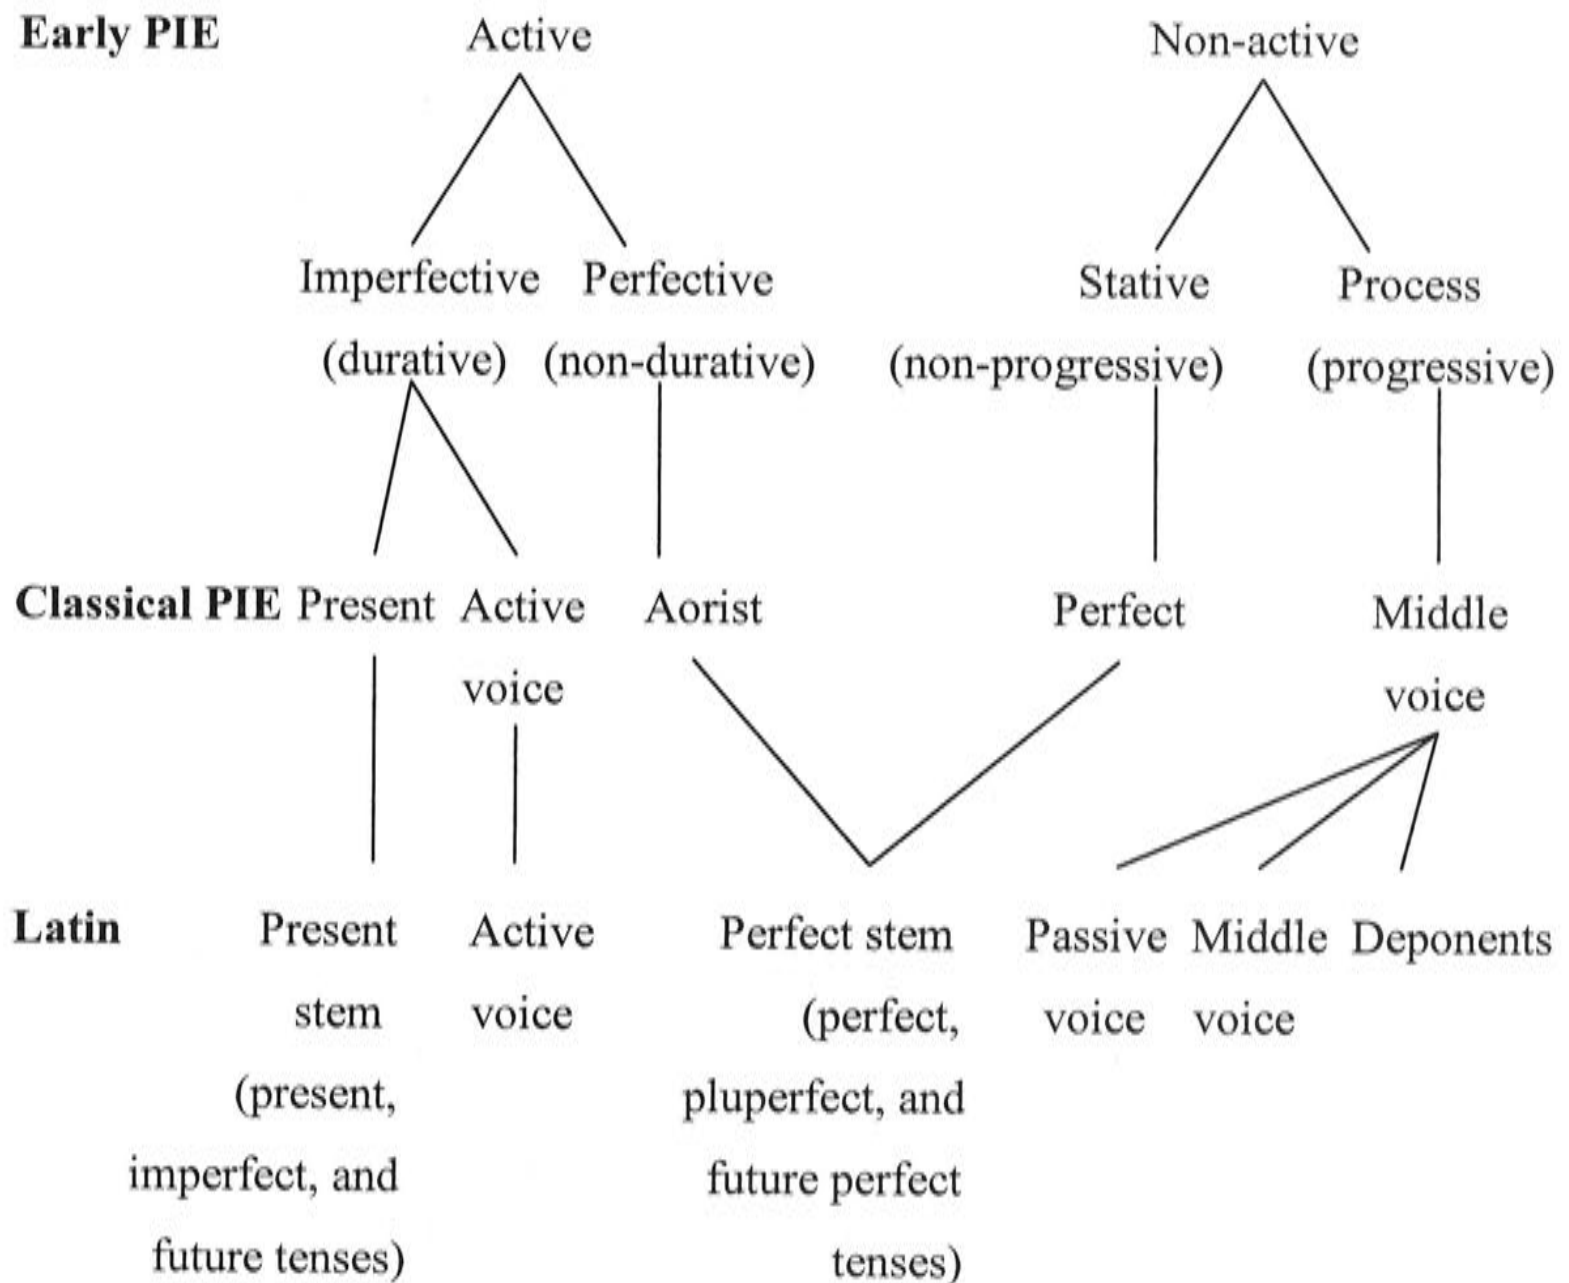 Early PIE Active Non-active
Imperfective Perfective Stative Process
(durative) (non-durative) (non-progressive) (progressive)
Classical PIE Present Active Aorist Perfect Middle
voice voice
Latin Present Active Perfect stem Passive Middle Deponents
stem voice (perfect, voice voice
(present, pluperfect, and
imperfect, and future perfect
future tenses) tenses)